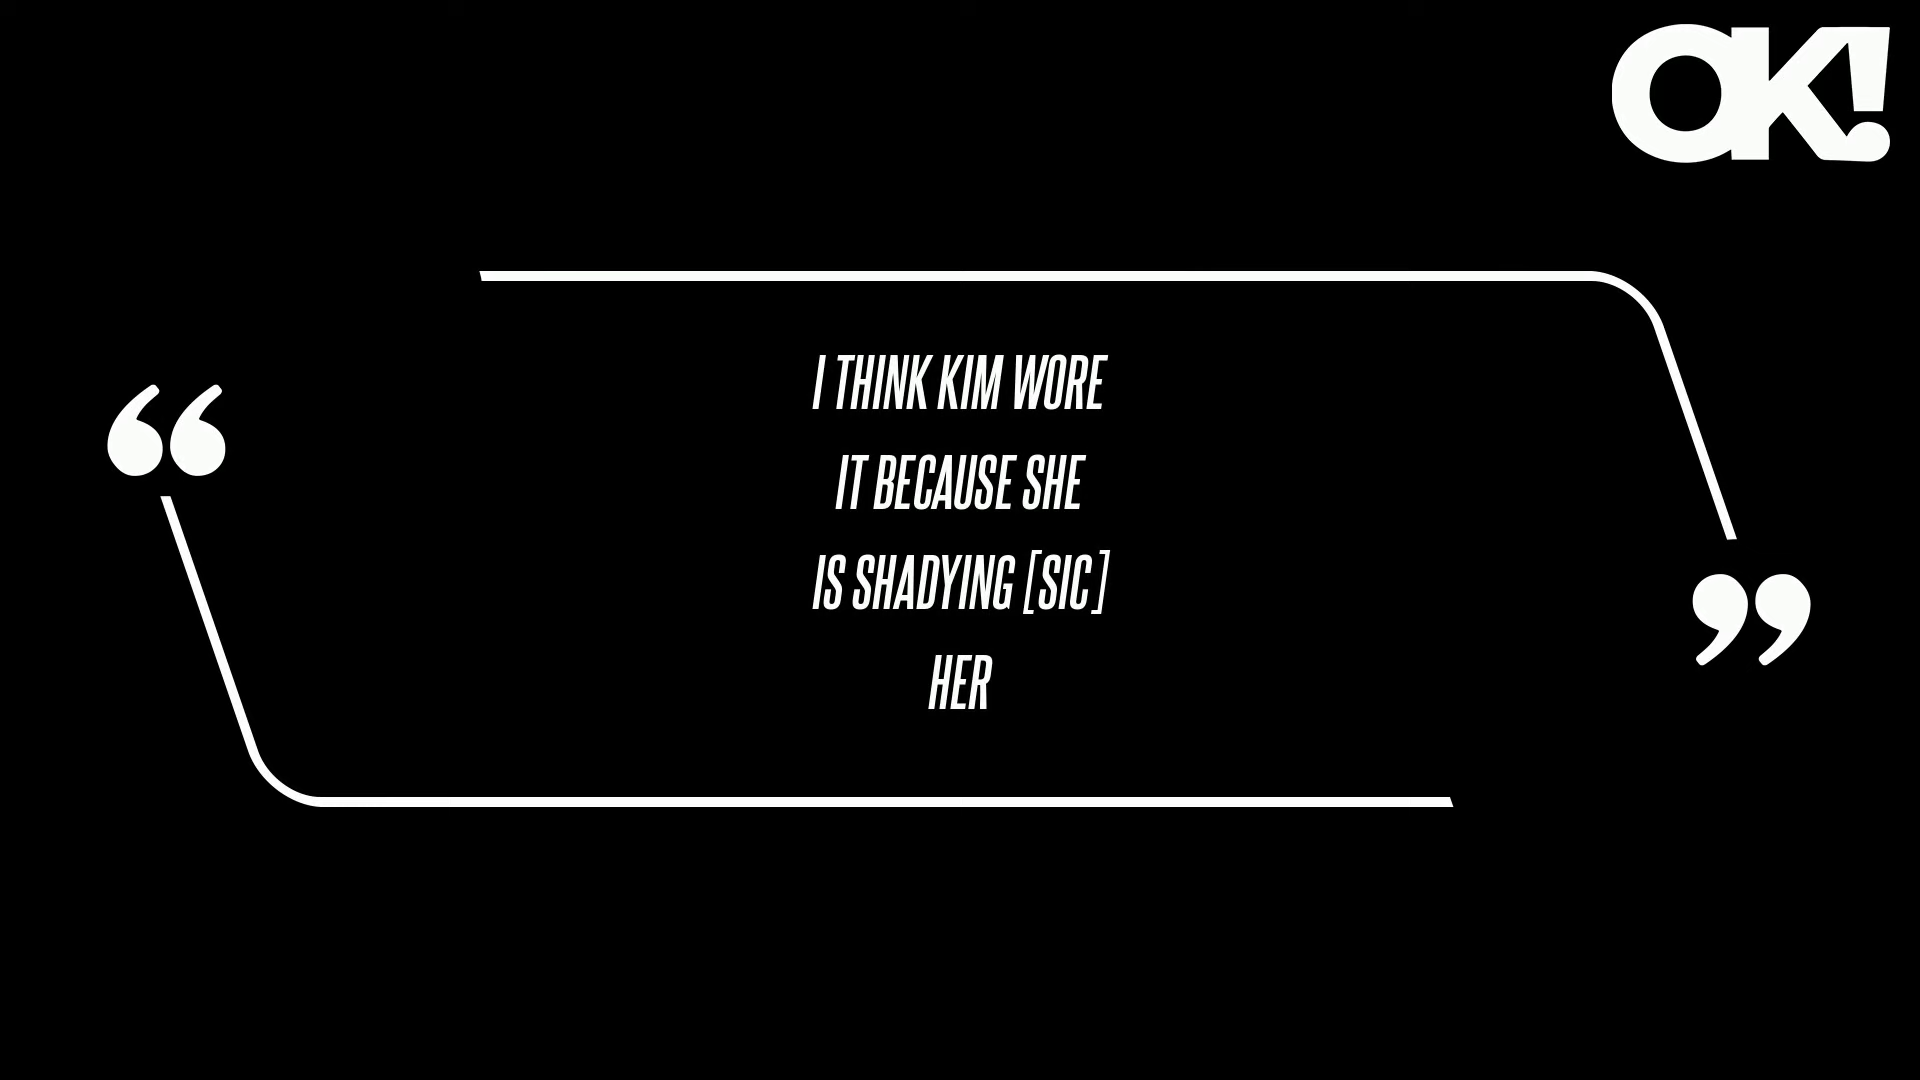 OK!
“
I THINK KIM WORE
IT BECAUSE SHE
IS SHADYING [SIC]
HER
”